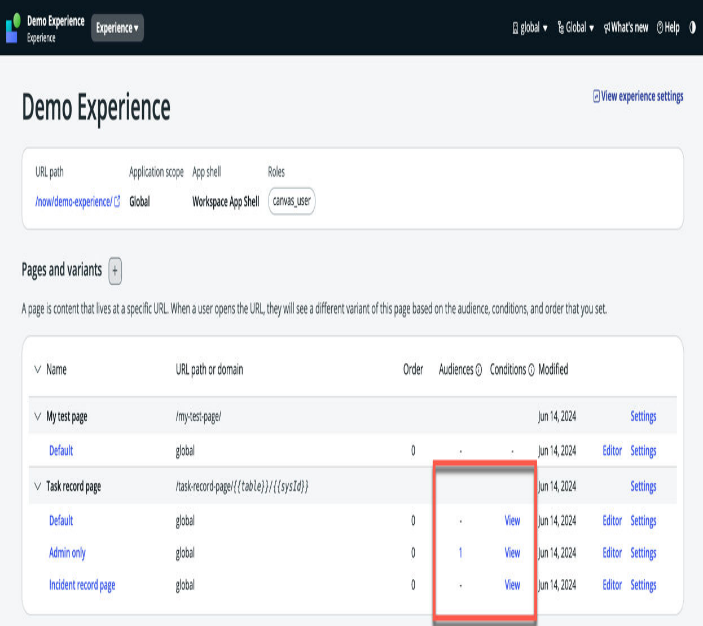 Demo Experience
Experience
Experience ▾
global ▾
Global ▾
What's new
Help
Demo Experience
View experience settings
URL path Application scope App shell Roles
/now/demo-experience/ Global Workspace App Shell canvas_user
Pages and variants +
A page is content that lives at a specific URL. When a user opens the URL, they will see a different variant of this page based on the audience, conditions, and order that you set.
Name URL path or domain Order Audiences Conditions Modified
My test page /my-test-page/ Jun 14, 2024 Settings
Default global 0 - - Jun 14, 2024 Editor Settings
Task record page /task-record-page/{{table}}/{{sysId}} Jun 14, 2024 Settings
Default global 0 - View Jun 14, 2024 Editor Settings
Admin only global 0 1 View Jun 14, 2024 Editor Settings
Incident record page global 0 - View Jun 14, 2024 Editor Settings